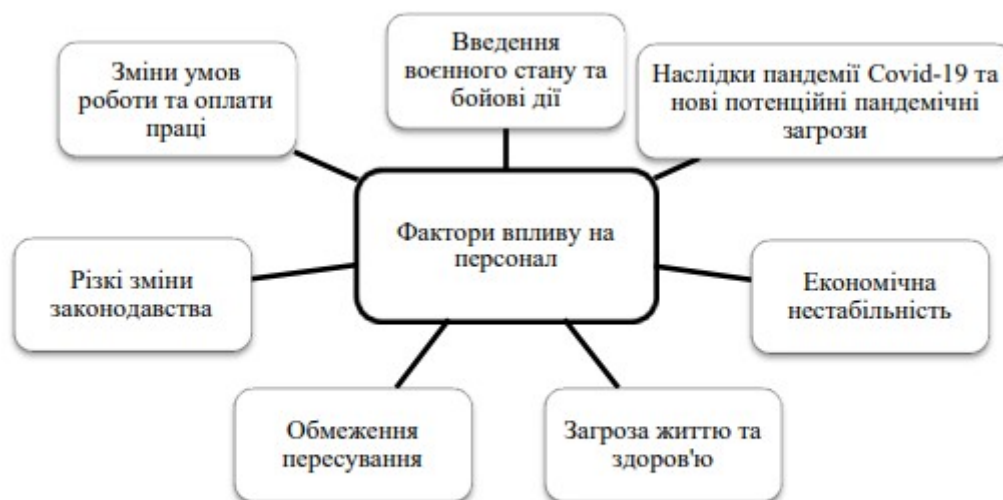 Введення
воєнного стану та
бойові дії
Зміни умов
роботи та оплати
праці
Наслідки пандемії Covid-19 та
нові потенційні пандемічні
загрози
Фактори впливу на
персонал
Різкі зміни
законодавства
Економічна
нестабільність
Обмеження
пересування
Загроза життю та
здоров'ю